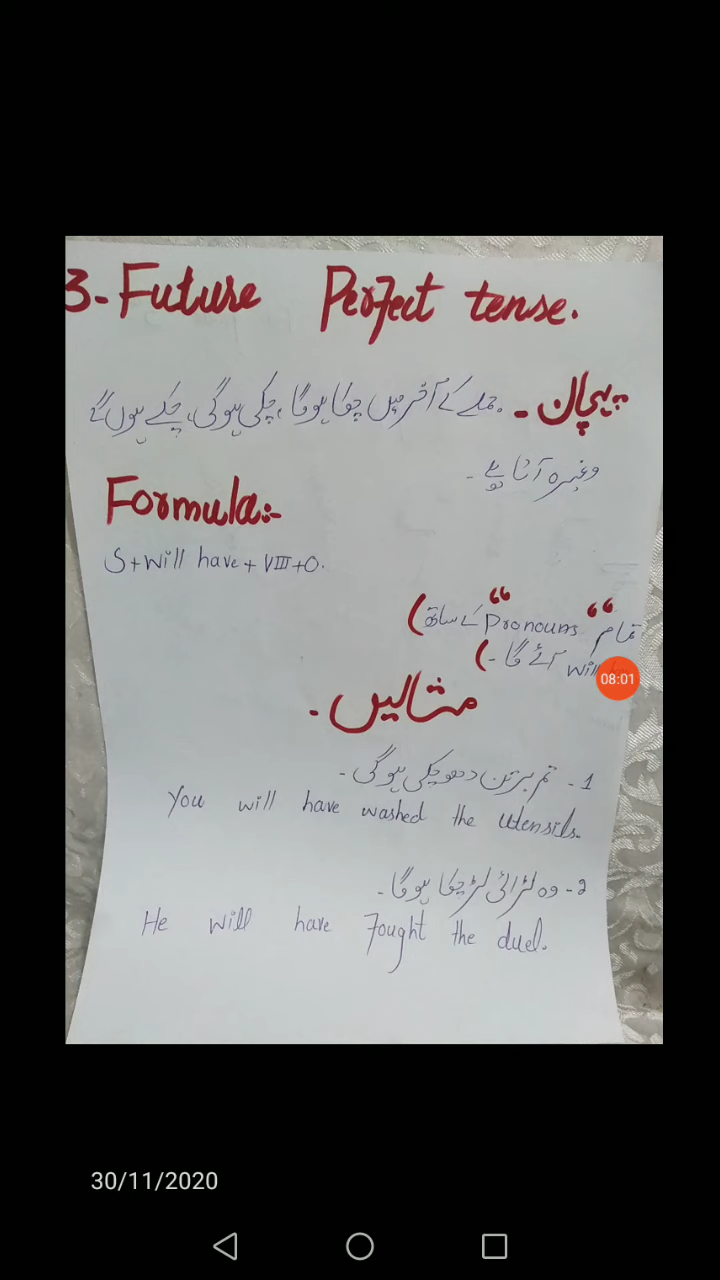 3-Future Perfect tense.
پہچان - جملے کے آخر میں چکا ہوگا، چکی ہوگی، چکے ہوں گے
وغیرہ آتا ہے -
Formula:-
S+will have + VIII+O.
(تمام "Pronouns" کے ساتھ
will آئے گا -)
08:01
مثالیں -
1 - تم برتن دھو چکی ہوگی -
You will have washed the utensils.
2 - وہ لڑائی لڑ چکا ہوگا -
He will have fought the duel.
30/11/2020